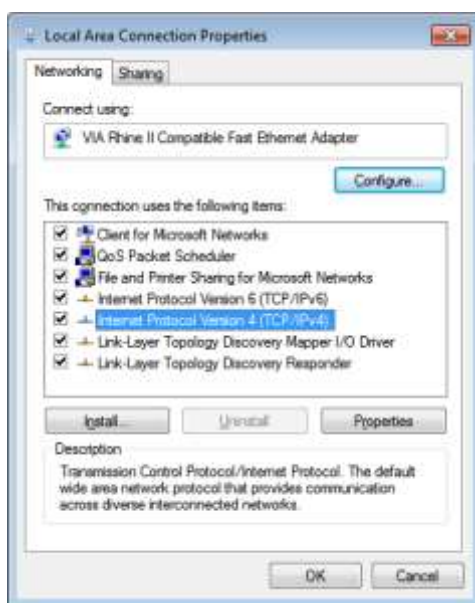 Local Area Connection Properties
Networking
Sharing
Connect using:
VIA Rhine II Compatible Fast Ethernet Adapter
Configure...
This connection uses the following items:
Client for Microsoft Networks
QoS Packet Scheduler
File and Printer Sharing for Microsoft Networks
Internet Protocol Version 6 (TCP/IPv6)
Internet Protocol Version 4 (TCP/IPv4)
Link-Layer Topology Discovery Mapper I/O Driver
Link-Layer Topology Discovery Responder
Install...
Uninstall
Properties
Description
Transmission Control Protocol/Internet Protocol. The default
wide area network protocol that provides communication
across diverse interconnected networks.
OK
Cancel